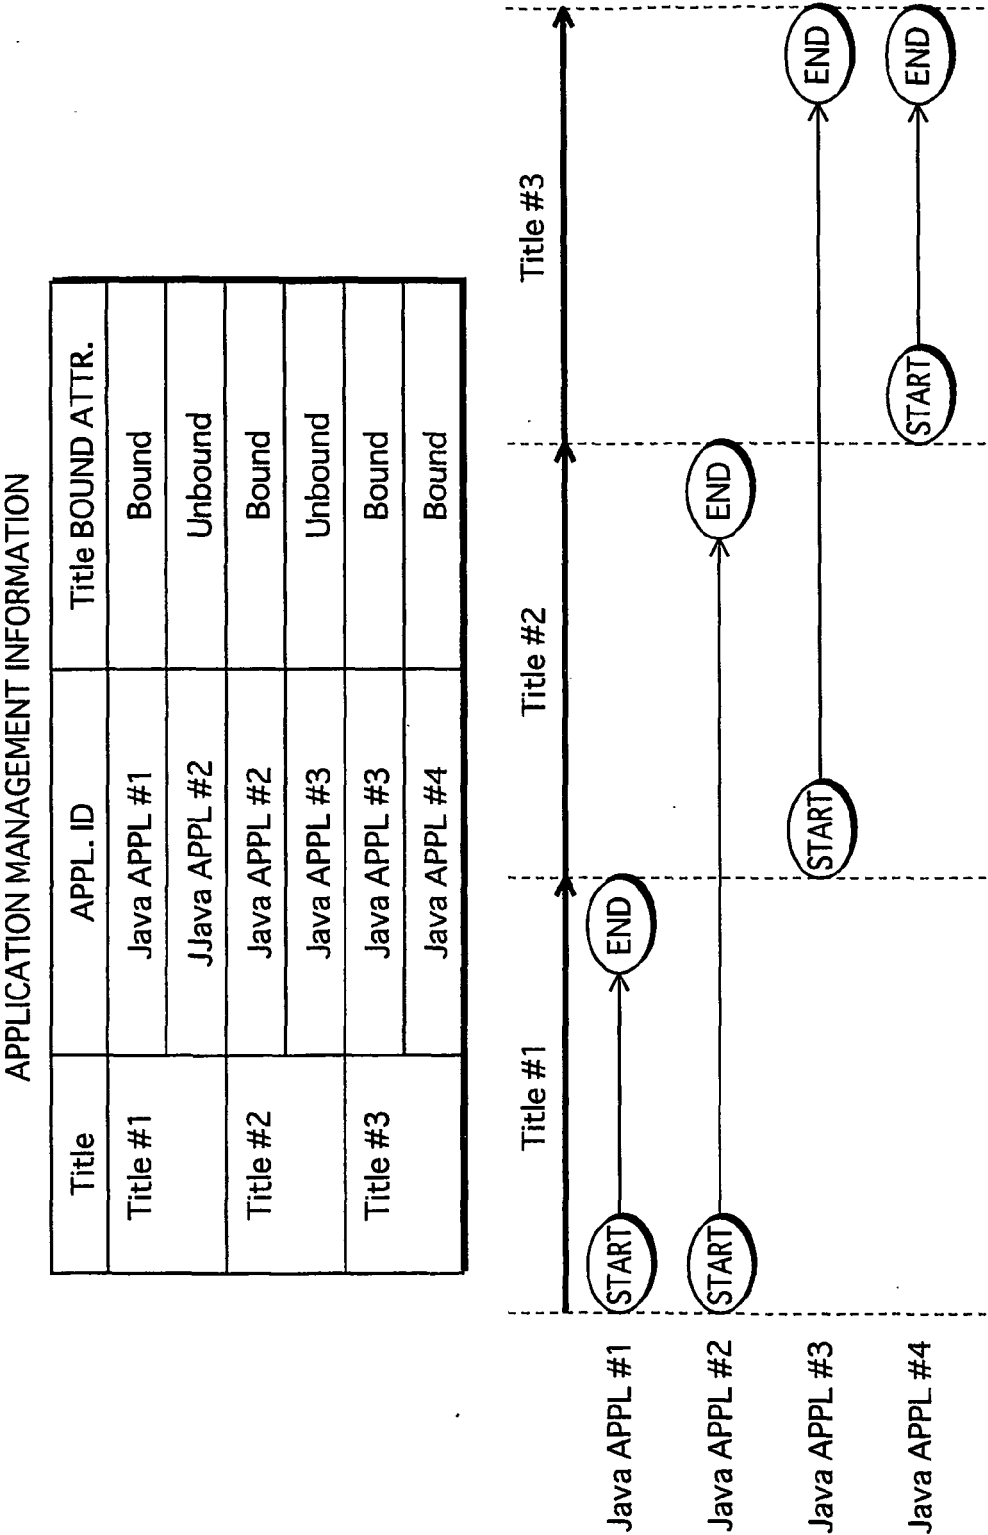 APPLICATION MANAGEMENT INFORMATION
Title APPL. ID Title BOUND ATTR.
Title #1 Java APPL #1 Bound
JJava APPL #2 Unbound
Title #2 Java APPL #2 Bound
Java APPL #3 Unbound
Title #3 Java APPL #3 Bound
Java APPL #4 Bound
Title #1 Title #2 Title #3
Java APPL #1 START END
Java APPL #2 START END
Java APPL #3 START END
Java APPL #4 START END